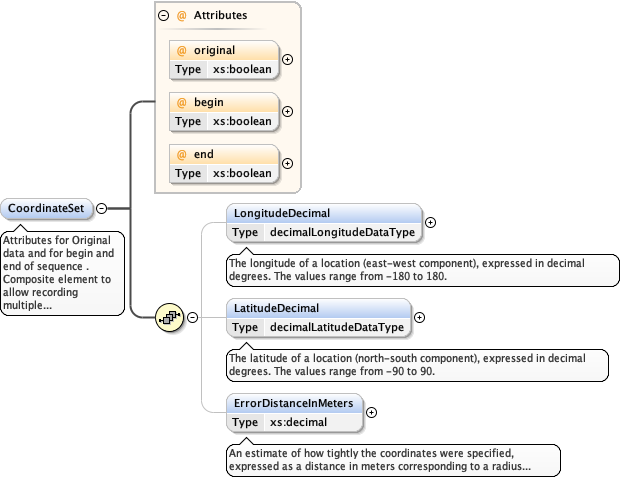 @ Attributes
@ original
Type xs:boolean
@ begin
Type xs:boolean
@ end
Type xs:boolean
CoordinateSet
Attributes for Original
data and for begin and
end of sequence .
Composite element to
allow recording
multiple...
LongitudeDecimal
Type decimalLongitudeDataType
The longitude of a location (east-west component), expressed in decimal
degrees. The values range from -180 to 180.
LatitudeDecimal
Type decimalLatitudeDataType
The latitude of a location (north-south component), expressed in decimal
degrees. The values range from -90 to 90.
ErrorDistanceInMeters
Type xs:decimal
An estimate of how tightly the coordinates were specified,
expressed as a distance in meters corresponding to a radius...